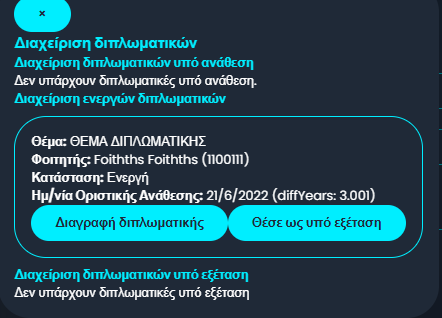 ×
Διαχείριση διπλωματικών
Διαχείριση διπλωματικών υπό ανάθεση
Δεν υπάρχουν διπλωματικές υπό ανάθεση.
Διαχείριση ενεργών διπλωματικών
Θέμα: ΘΕΜΑ ΔΙΠΛΩΜΑΤΙΚΗΣ
Φοιτητής: Foithths Foithths (1100111)
Κατάσταση: Ενεργή
Ημ/νία Οριστικής Ανάθεσης: 21/6/2022 (diffYears: 3.001)
Διαγραφή διπλωματικής Θέσε ως υπό εξέταση
Διαχείριση διπλωματικών υπό εξέταση
Δεν υπάρχουν διπλωματικές υπό εξέταση